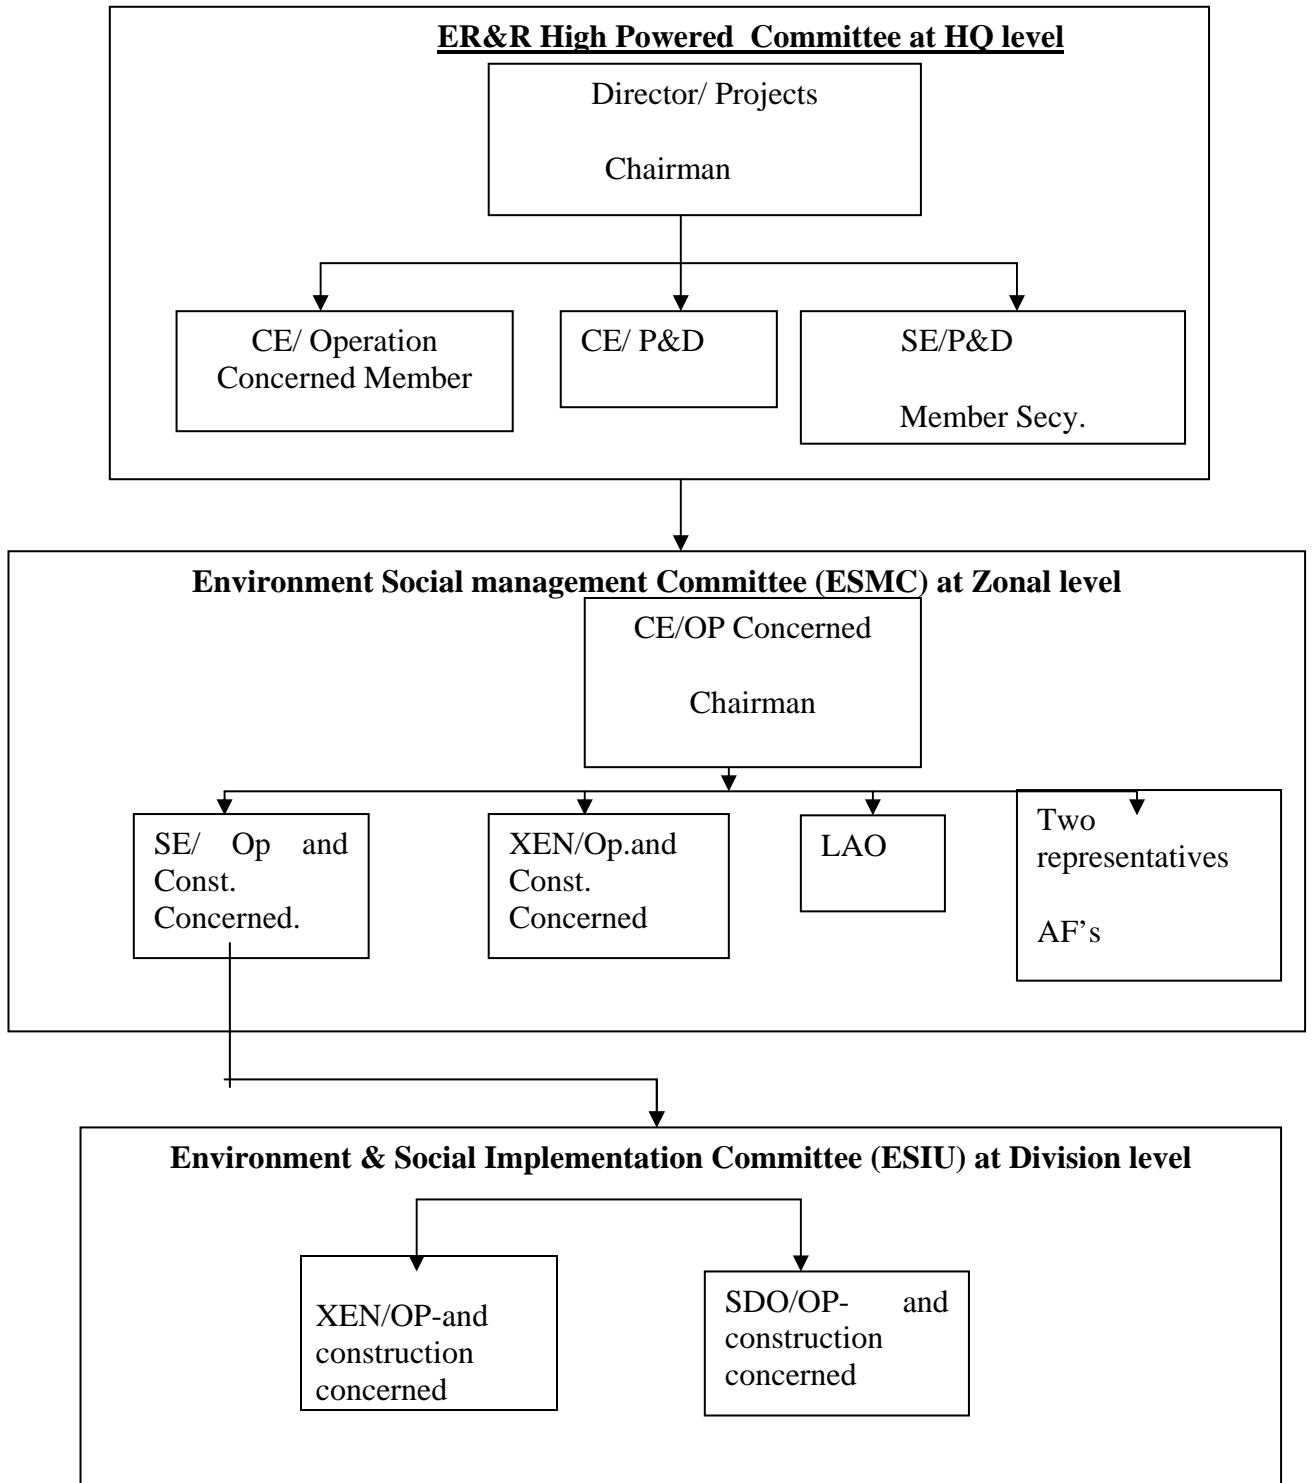 ER&R High Powered  Committee at HQ level
Director/ Projects
Chairman
CE/ Operation
Concerned Member
CE/ P&D
SE/P&D
Member Secy.
Environment Social management Committee (ESMC) at Zonal level
CE/OP Concerned
Chairman
SE/ Op and
Const.
Concerned.
XEN/Op.and
Const.
Concerned
LAO
Two
representatives
AF’s
Environment & Social Implementation Committee (ESIU) at Division level
XEN/OP-and
construction
concerned
SDO/OP- and
construction
concerned